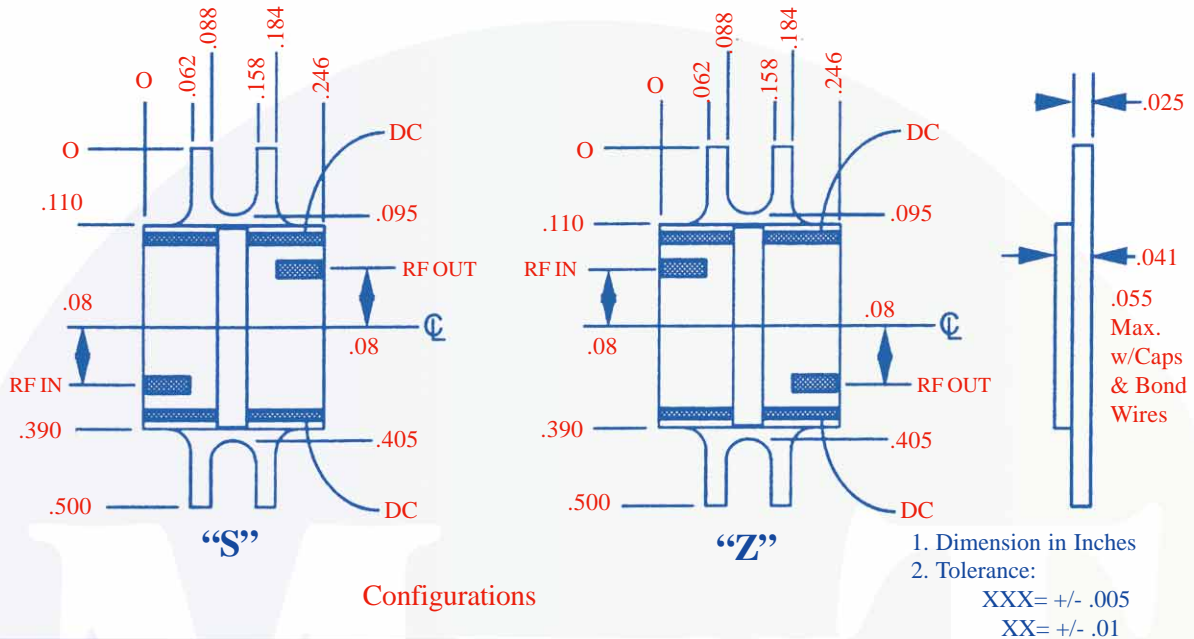 O
.062
.088
.158
.184
.246
O
DC
.110
.095
RF OUT
.08
℄
.08
RF IN
.390
.405
.500
DC
“S”
O
.062
.088
.158
.184
.246
O
DC
.110
.095
RF IN
.08
℄
.08
RF OUT
.390
.405
.500
DC
“Z”
.025
.041
.055
Max.
w/Caps
& Bond
Wires
Configurations
1. Dimension in Inches
2. Tolerance:
XXX= +/- .005
XX= +/- .01